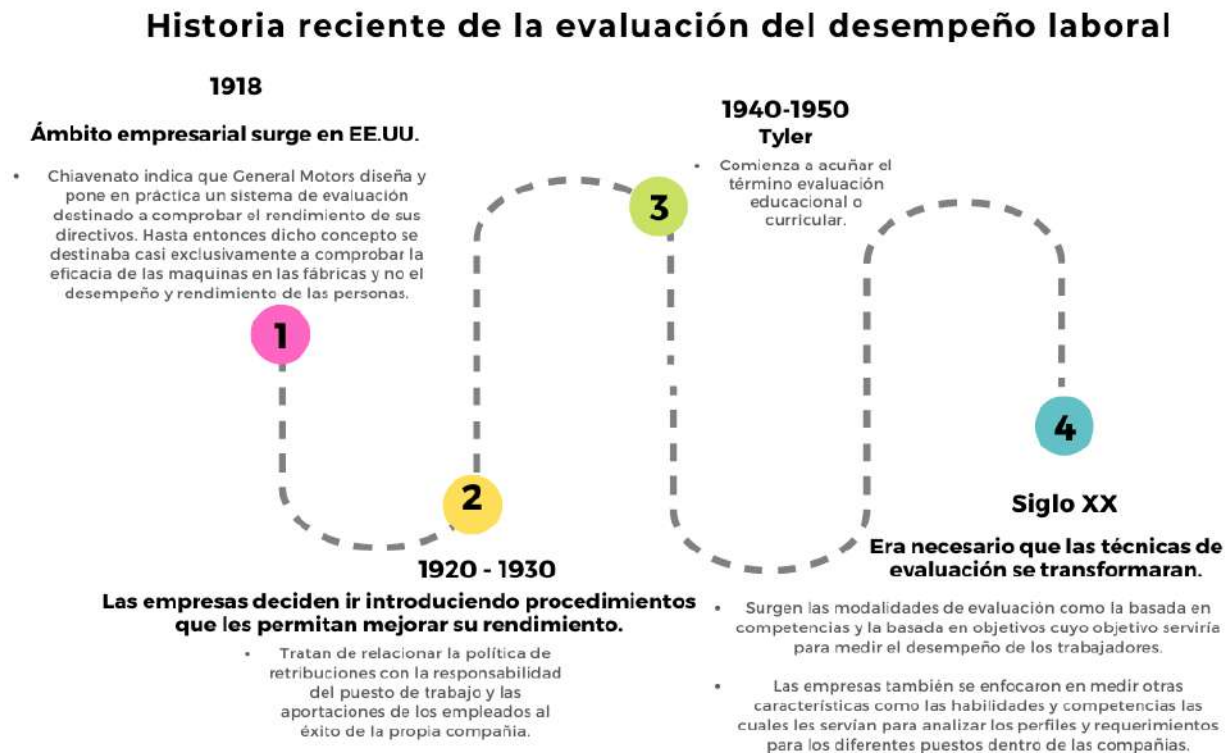 Historia reciente de la evaluación del desempeño laboral
1918
Ámbito empresarial surge en EE.UU.
• Chiavenato indica que General Motors diseña y
pone en práctica un sistema de evaluación
destinado a comprobar el rendimiento de sus
directivos. Hasta entonces dicho concepto se
destinaba casi exclusivamente a comprobar la
eficacia de las maquinas en las fábricas y no el
desempeño y rendimiento de las personas.
1
2
1920 - 1930
Las empresas deciden ir introduciendo procedimientos
que les permitan mejorar su rendimiento.
• Tratan de relacionar la política de
retribuciones con la responsabilidad
del puesto de trabajo y las
aportaciones de los empleados al
éxito de la propia compañia.
1940-1950
Tyler
• Comienza a acuñar el
término evaluación
educacional o
curricular.
3
4
Siglo XX
Era necesario que las técnicas de
evaluación se transformaran.
• Surgen las modalidades de evaluación como la basada en
competencias y la basada en objetivos cuyo objetivo serviría
para medir el desempeño de los trabajadores.
• Las empresas también se enfocaron en medir otras
características como las habilidades y competencias las
cuales les servían para analizar los perfiles y requerimientos
para los diferentes puestos dentro de las compañias.